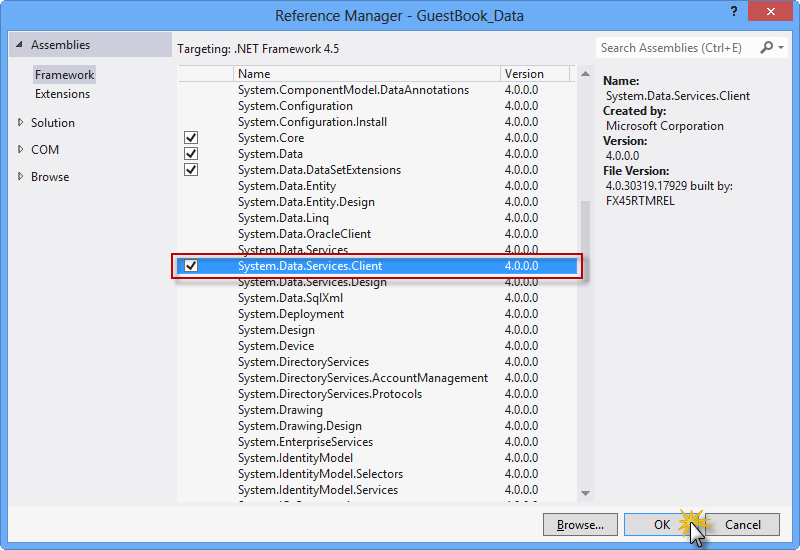 Reference Manager - GuestBook_Data
? ✕
Assemblies
Framework
Extensions
Solution
COM
Browse
Targeting: .NET Framework 4.5
Name Version
System.ComponentModel.DataAnnotations 4.0.0.0
System.Configuration 4.0.0.0
System.Configuration.Install 4.0.0.0
System.Core 4.0.0.0
System.Data 4.0.0.0
System.Data.DataSetExtensions 4.0.0.0
System.Data.Entity 4.0.0.0
System.Data.Entity.Design 4.0.0.0
System.Data.Linq 4.0.0.0
System.Data.OracleClient 4.0.0.0
System.Data.Services 4.0.0.0
System.Data.Services.Client 4.0.0.0
System.Data.Services.Design 4.0.0.0
System.Data.SqlXml 4.0.0.0
System.Deployment 4.0.0.0
System.Design 4.0.0.0
System.Device 4.0.0.0
System.DirectoryServices 4.0.0.0
System.DirectoryServices.AccountManagement 4.0.0.0
System.DirectoryServices.Protocols 4.0.0.0
System.Drawing 4.0.0.0
System.Drawing.Design 4.0.0.0
System.EnterpriseServices 4.0.0.0
System.IdentityModel 4.0.0.0
System.IdentityModel.Selectors 4.0.0.0
System.IdentityModel.Services 4.0.0.0
Search Assemblies (Ctrl+E)
Name:
System.Data.Services.Client
Created by:
Microsoft Corporation
Version:
4.0.0.0
File Version:
4.0.30319.17929 built by:
FX45RTMREL
Browse... OK Cancel